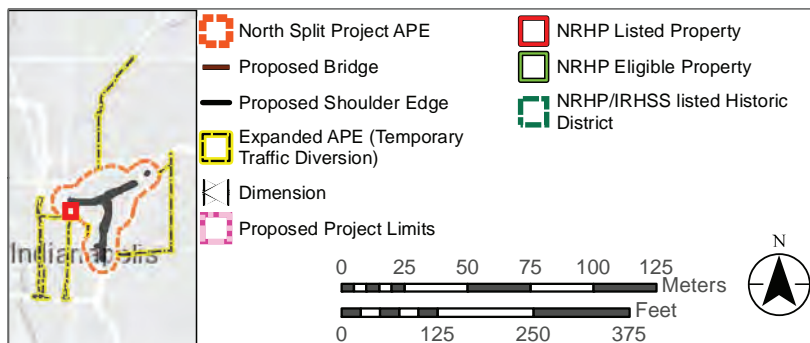 Indianapolis
North Split Project APE
Proposed Bridge
Proposed Shoulder Edge
Expanded APE (Temporary
Traffic Diversion)
Dimension
Proposed Project Limits
NRHP Listed Property
NRHP Eligible Property
NRHP/IRHSS listed Historic
District
0 25 50 75 100 125
Meters
Feet
0 125 250 375
N